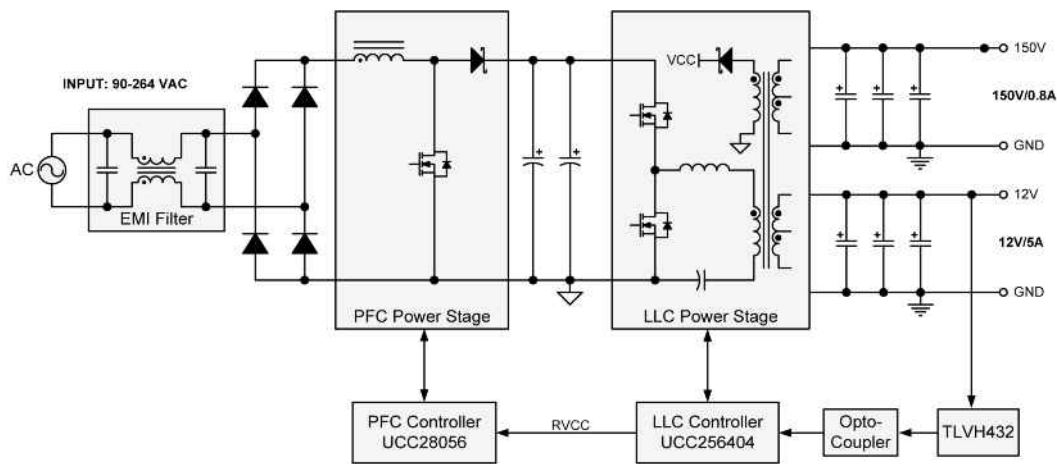 INPUT: 90-264 VAC
AC
EMI Filter
PFC Power Stage
VCC
LLC Power Stage
150V
150V/0.8A
GND
12V
12V/5A
GND
PFC Controller
UCC28056
RVCC
LLC Controller
UCC256404
Opto-
Coupler
TLVH432